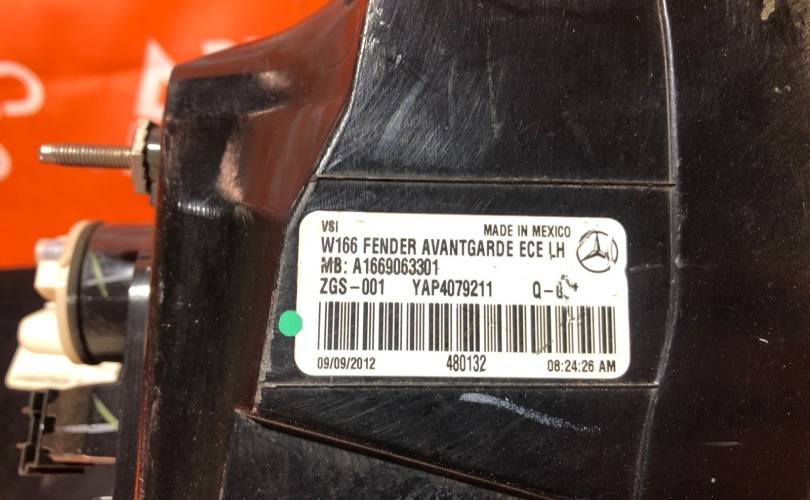 VSI MADE IN MEXICO
W166 FENDER AVANTGARDE ECE LH
MB: A1669063301
ZGS-001 YAP4079211
09/09/2012 480132 08:24:26 AM